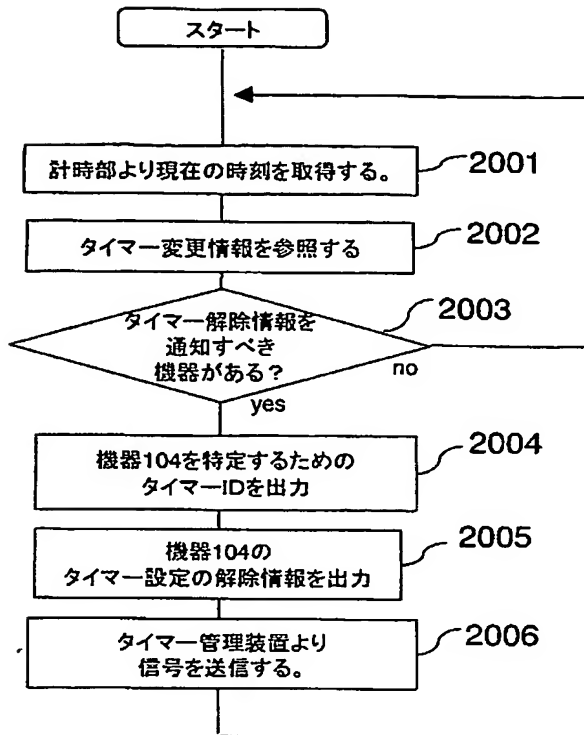 スタート
計時部より現在の時刻を取得する。
2001
タイマー変更情報を参照する
2002
タイマー解除情報を
通知すべき
機器がある?
2003
no
yes
機器104を特定するための
タイマーIDを出力
2004
機器104の
タイマー設定の解除情報を出力
2005
タイマー管理装置より
信号を送信する。
2006